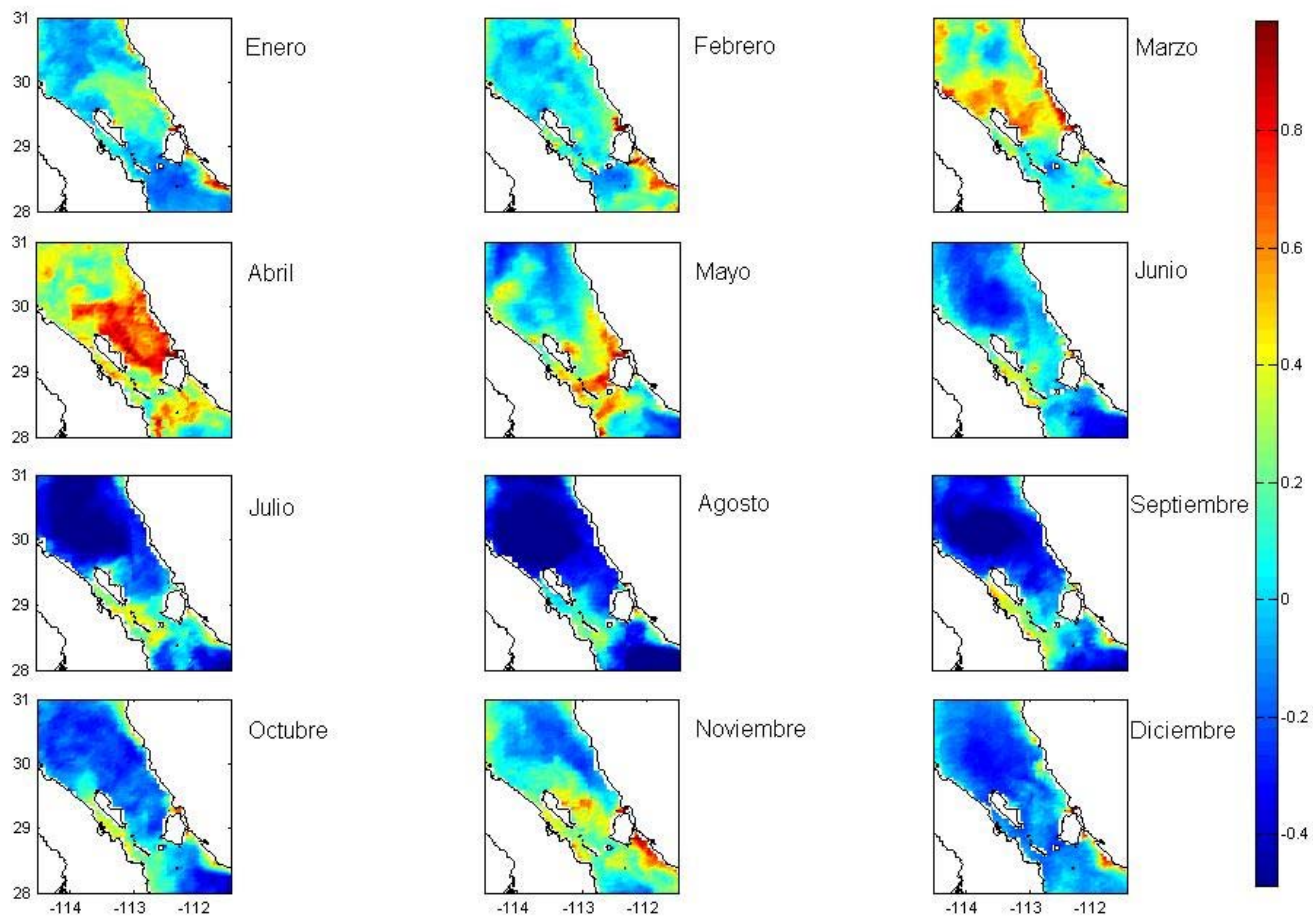 31
30
29
28
Enero
Febrero
Marzo
31
30
29
28
Abril
Mayo
Junio
31
30
29
28
Julio
Agosto
Septiembre
31
30
29
28
Octubre
Noviembre
Diciembre
-114 -113 -112
-114 -113 -112
-114 -113 -112
0.8
0.6
0.4
0.2
0
-0.2
-0.4